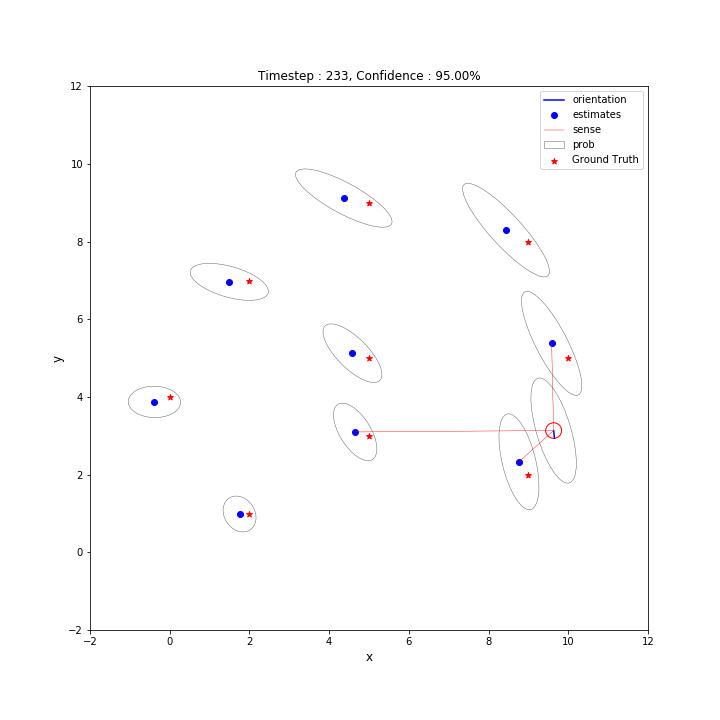 Timestep : 233, Confidence : 95.00%
orientation
estimates
sense
prob
Ground Truth
12
10
8
6
4
2
0
−2
y
−2 0 2 4 6 8 10 12
x